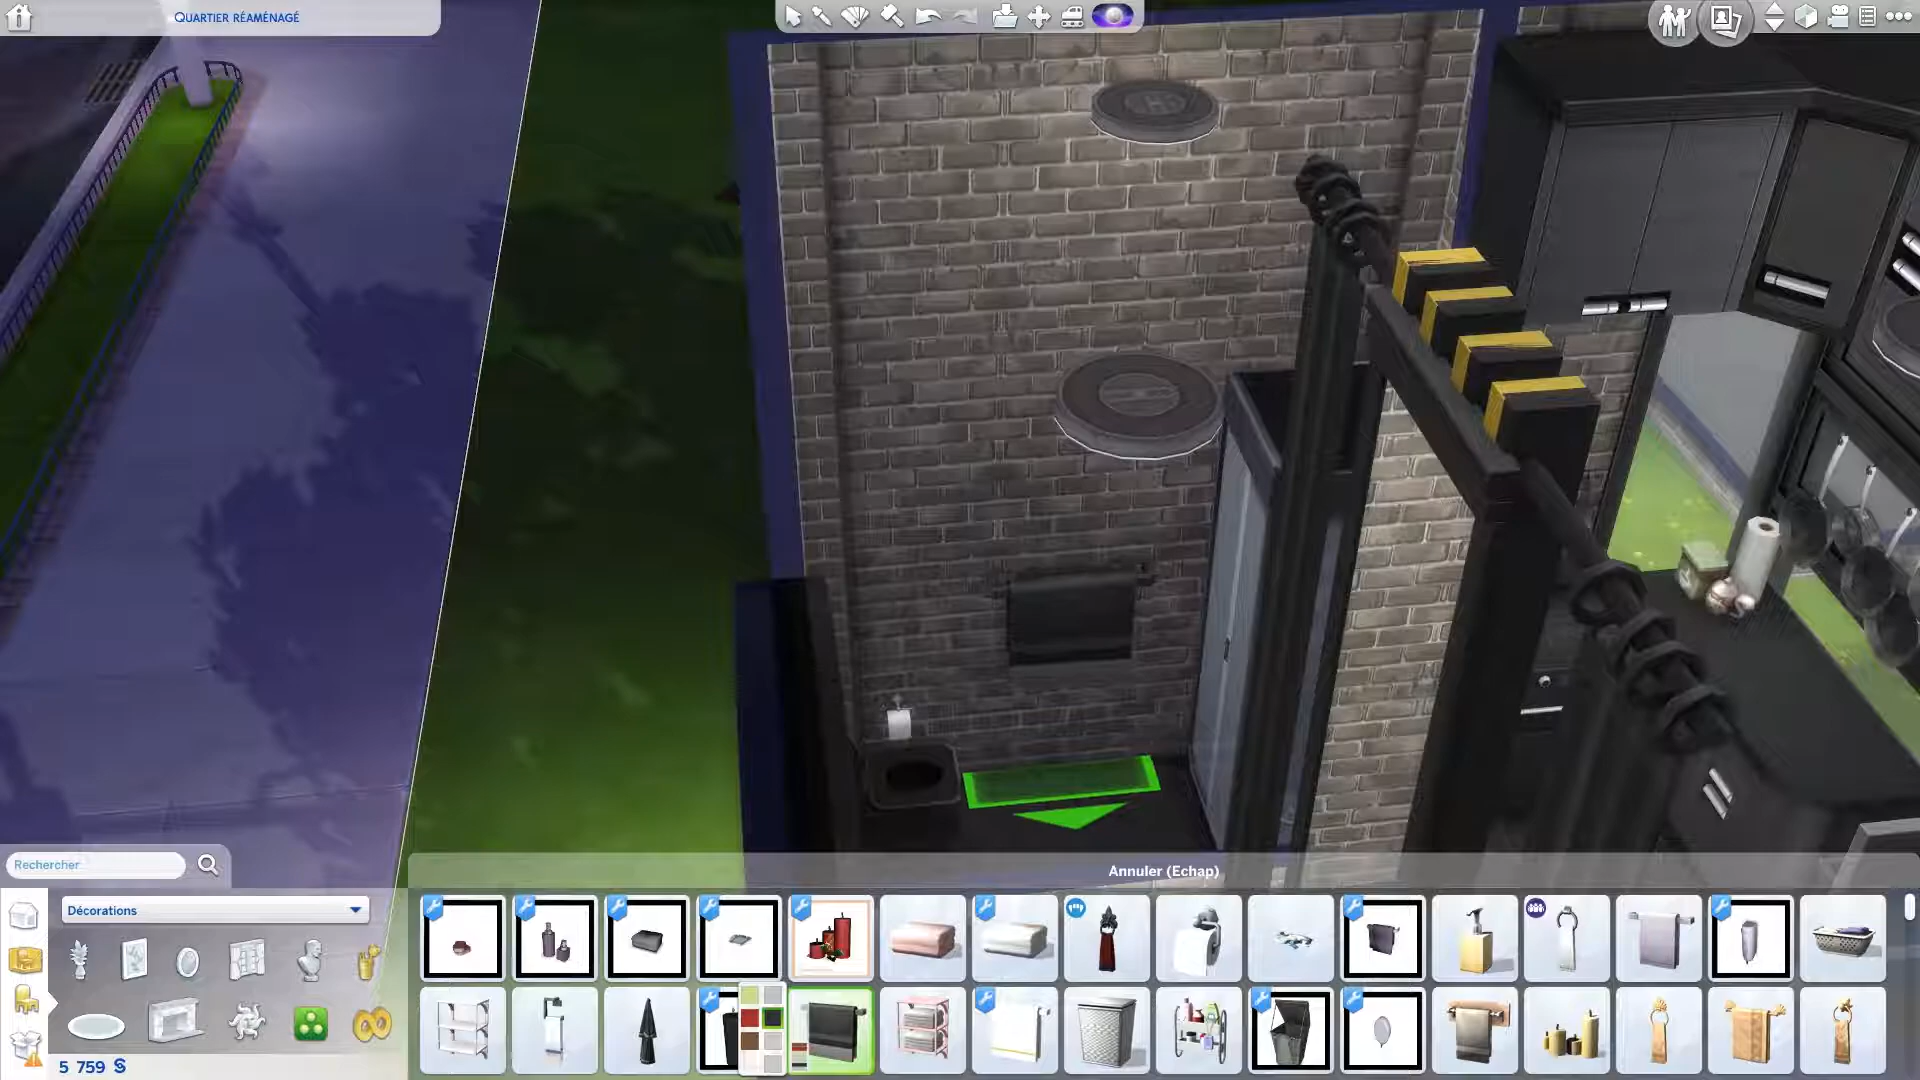 QUARTIER RÉAMÉNAGÉ
Annuler (Echap)
Rechercher
Décorations
5 759 §